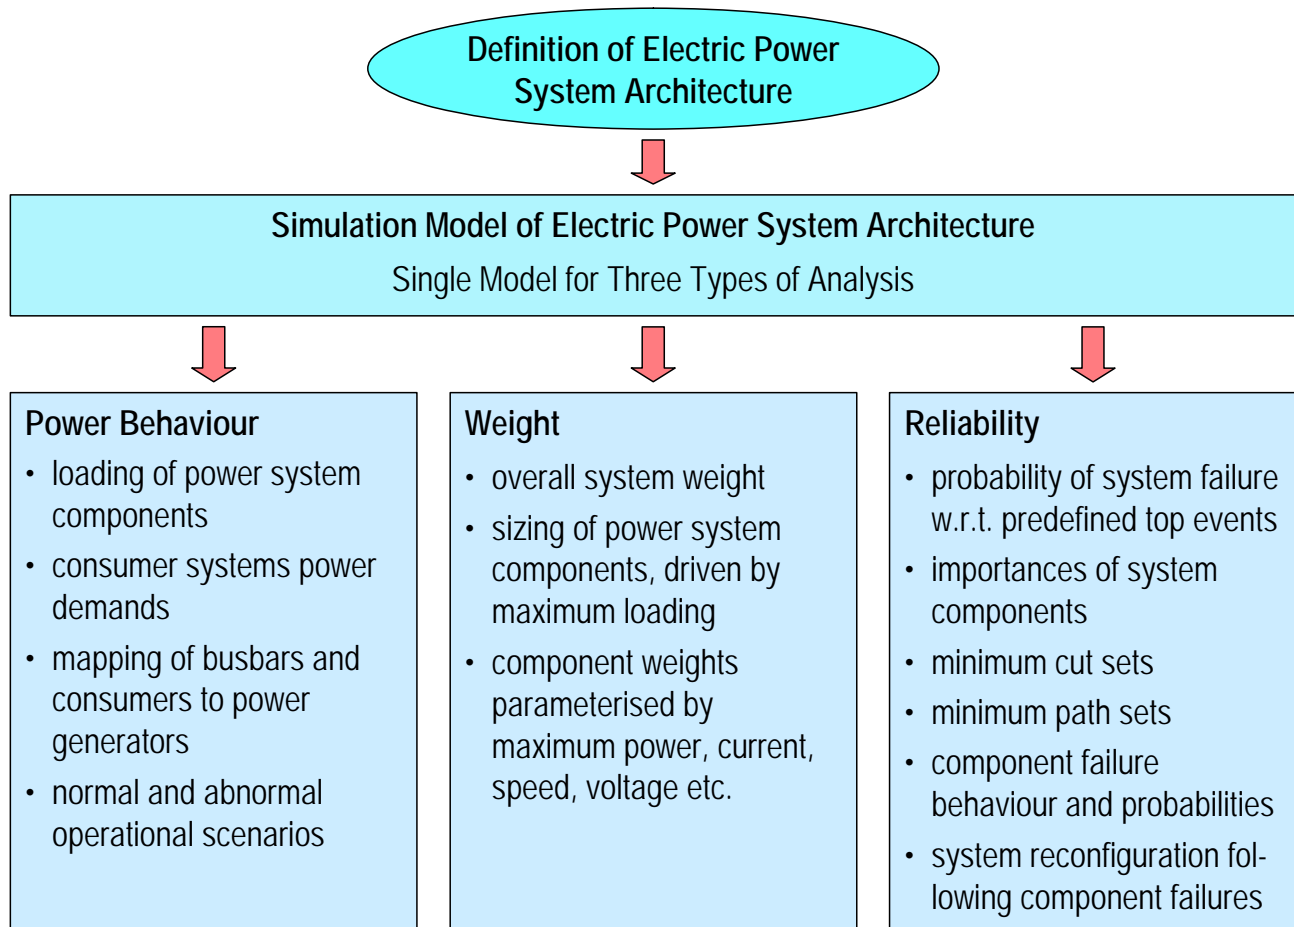 Definition of Electric Power
System Architecture
Simulation Model of Electric Power System Architecture
Single Model for Three Types of Analysis
Power Behaviour
• loading of power system
components
• consumer systems power
demands
• mapping of busbars and
consumers to power
generators
• normal and abnormal
operational scenarios
Weight
• overall system weight
• sizing of power system
components, driven by
maximum loading
• component weights
parameterised by
maximum power, current,
speed, voltage etc.
Reliability
• probability of system failure
w.r.t. predefined top events
• importances of system
components
• minimum cut sets
• minimum path sets
• component failure
behaviour and probabilities
• system reconfiguration fol-
lowing component failures